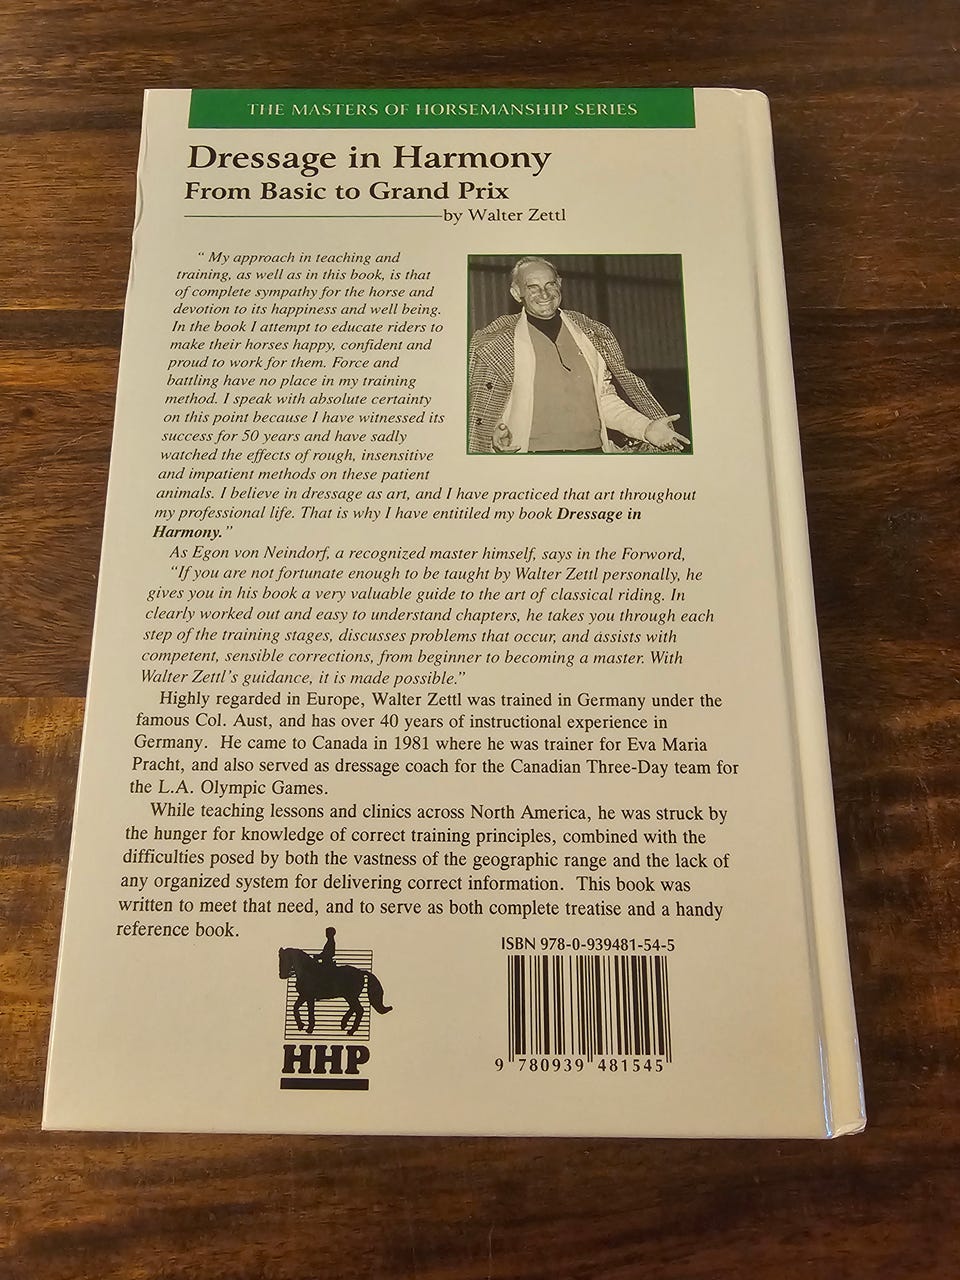 THE MASTERS OF HORSEMANSHIP SERIES
Dressage in Harmony
From Basic to Grand Prix
by Walter Zettl
“ My approach in teaching and
training, as well as in this book, is that
of complete sympathy for the horse and
devotion to its happiness and well being.
In the book I attempt to educate riders to
make their horses happy, confident and
proud to work for them. Force and
battling have no place in my training
method. I speak with absolute certainty
on this point because I have witnessed its
success for 50 years and have sadly
watched the effects of rough, insensitive
and impatient methods on these patient
animals. I believe in dressage as art, and I have practiced that art throughout
my professional life. That is why I have entitiled my book Dressage in
Harmony.”
As Egon von Neindorf, a recognized master himself, says in the Forword,
“If you are not fortunate enough to be taught by Walter Zettl personally, he
gives you in his book a very valuable guide to the art of classical riding. In
clearly worked out and easy to understand chapters, he takes you through each
step of the training stages, discusses problems that occur, and assists with
competent, sensible corrections, from beginner to becoming a master. With
Walter Zettl's guidance, it is made possible.”
Highly regarded in Europe, Walter Zettl was trained in Germany under the
famous Col. Aust, and has over 40 years of instructional experience in
Germany. He came to Canada in 1981 where he was trainer for Eva Maria
Pracht, and also served as dressage coach for the Canadian Three-Day team for
the L.A. Olympic Games.
While teaching lessons and clinics across North America, he was struck by
the hunger for knowledge of correct training principles, combined with the
difficulties posed by both the vastness of the geographic range and the lack of
any organized system for delivering correct information. This book was
written to meet that need, and to serve as both complete treatise and a handy
reference book.
HHP
ISBN 978-0-939481-54-5
9 780939 481545